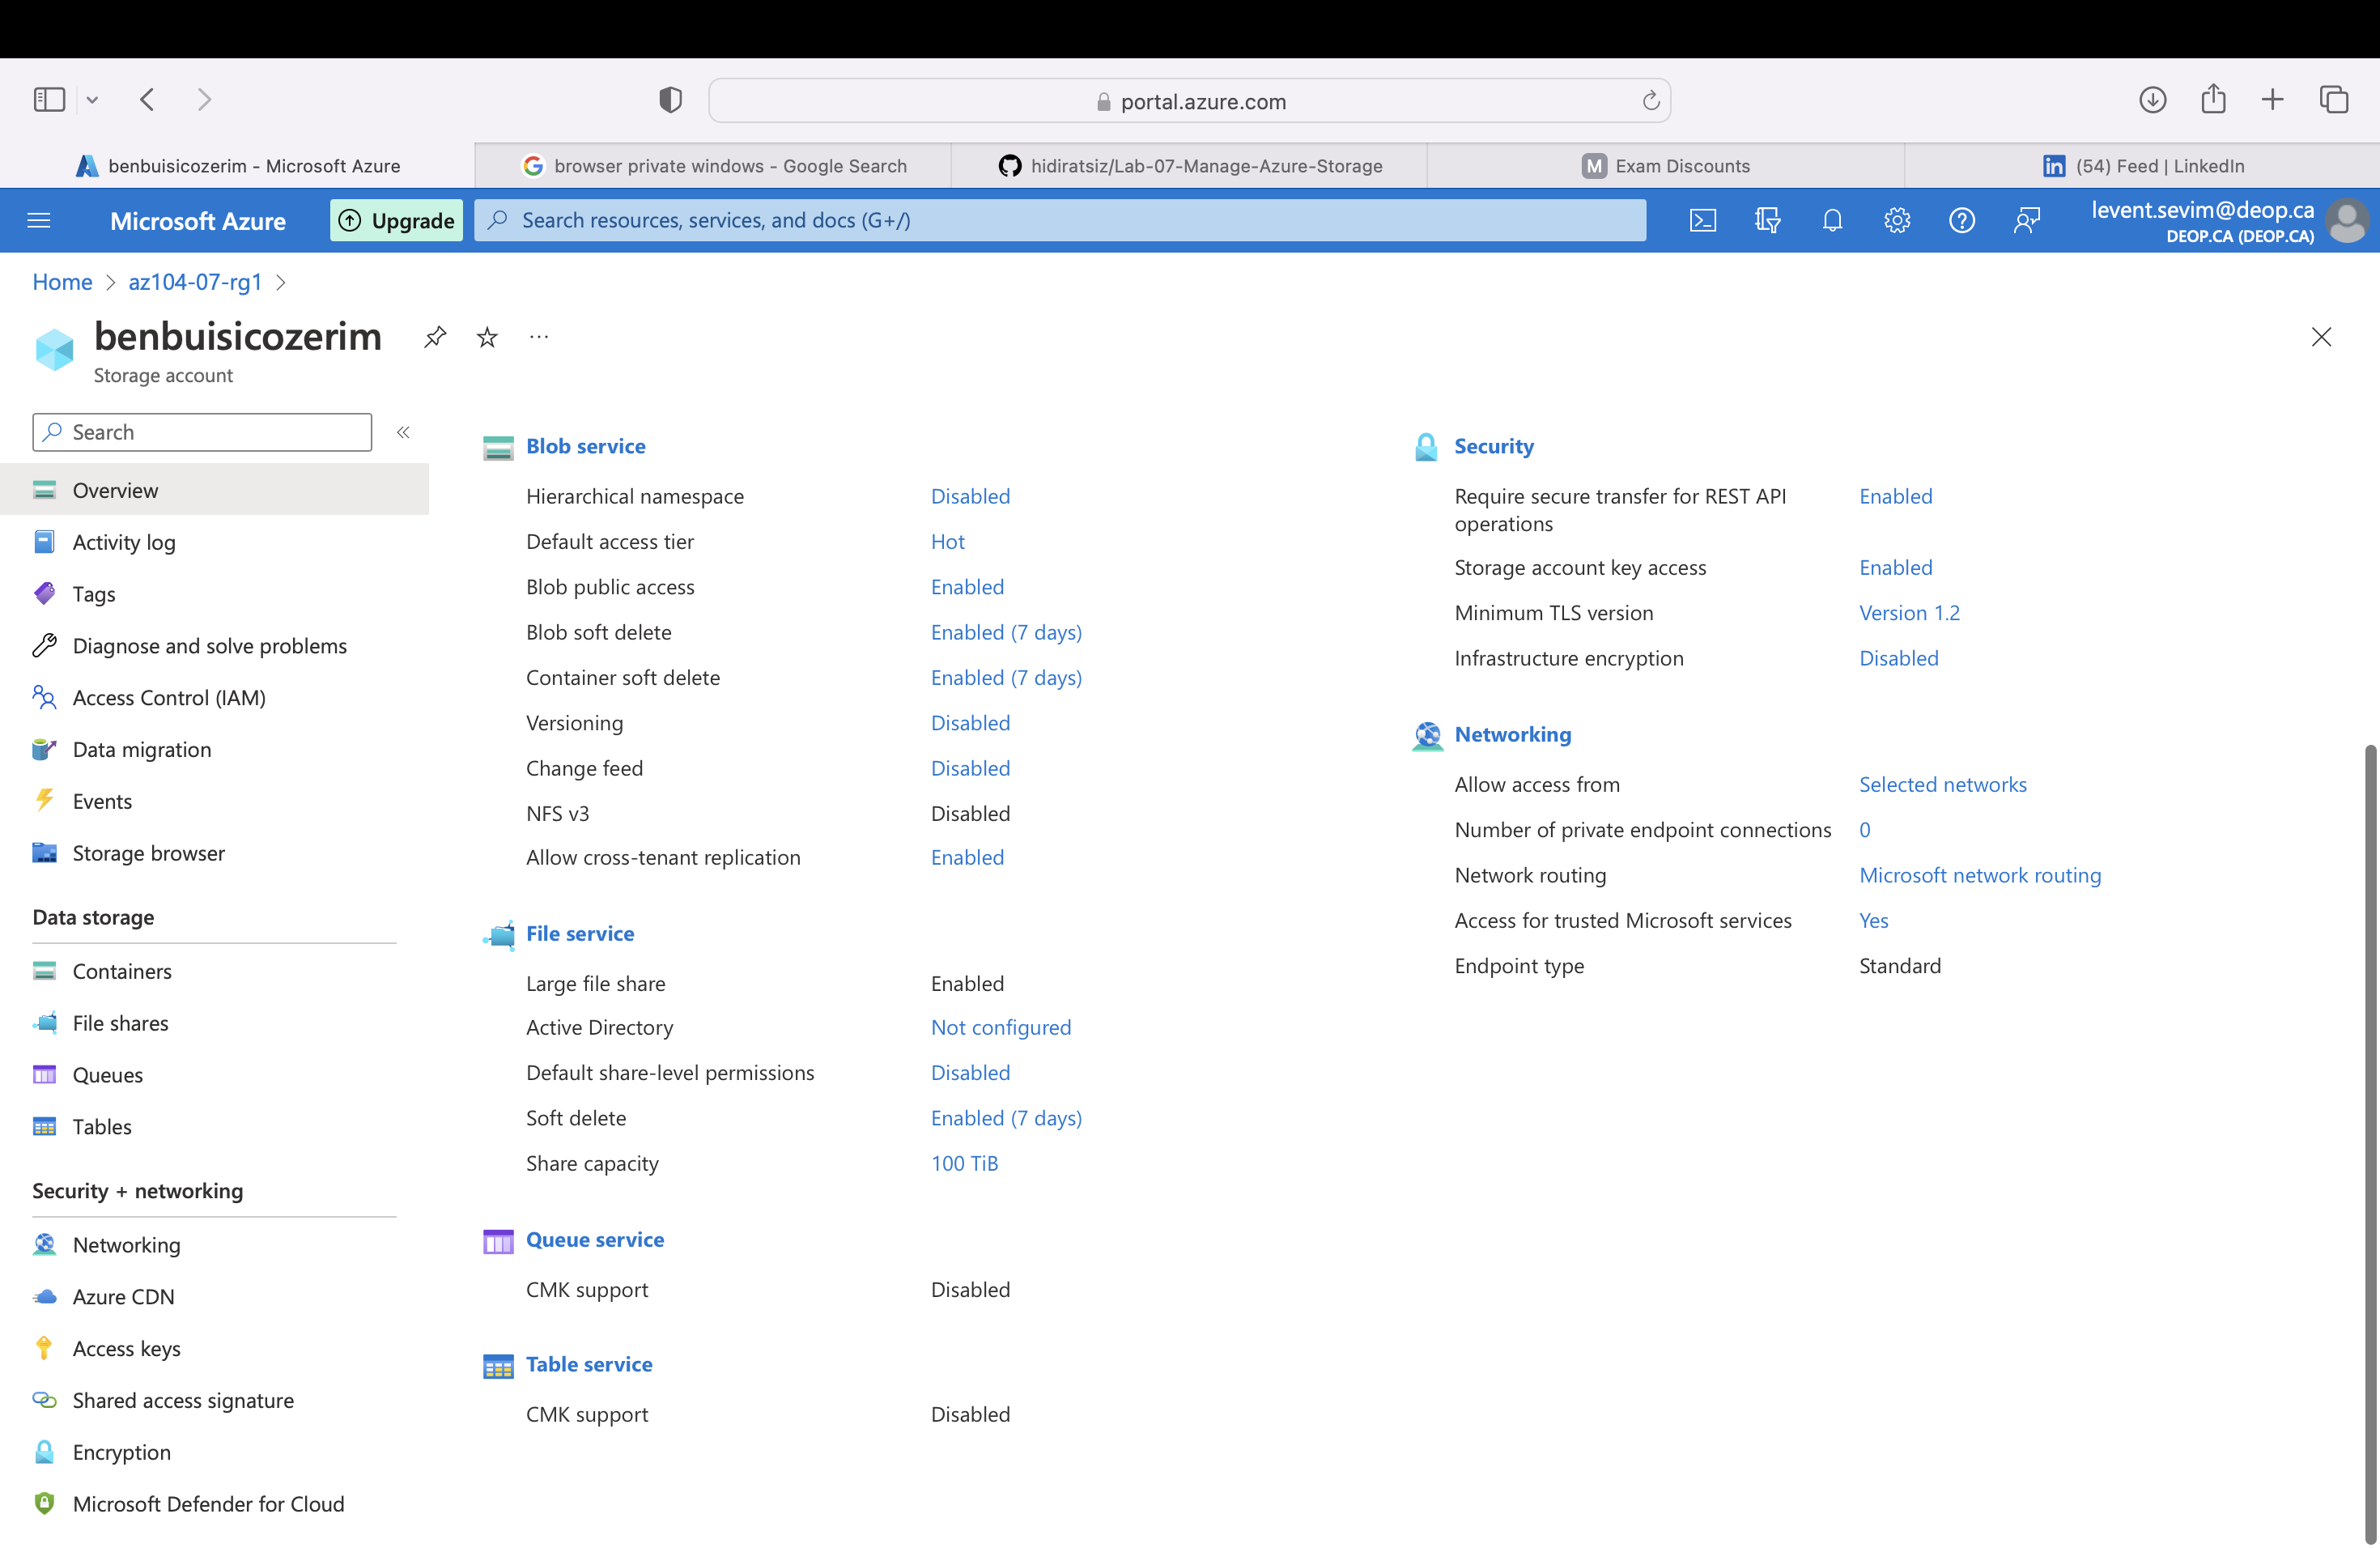 portal.azure.com
benbuisicozerim - Microsoft Azure
browser private windows - Google Search
hidiratsiz/Lab-07-Manage-Azure-Storage
M Exam Discounts
in (54) Feed | LinkedIn
Microsoft Azure
Upgrade
Search resources, services, and docs (G+/)
levent.sevim@deop.ca
DEOP.CA (DEOP.CA)
Home > az104-07-rg1 >
benbuisicozerim
Storage account
Search
Overview
Activity log
Tags
Diagnose and solve problems
Access Control (IAM)
Data migration
Events
Storage browser
Data storage
Containers
File shares
Queues
Tables
Security + networking
Networking
Azure CDN
Access keys
Shared access signature
Encryption
Microsoft Defender for Cloud
Blob service
Hierarchical namespace Disabled
Default access tier Hot
Blob public access Enabled
Blob soft delete Enabled (7 days)
Container soft delete Enabled (7 days)
Versioning Disabled
Change feed Disabled
NFS v3 Disabled
Allow cross-tenant replication Enabled
File service
Large file share Enabled
Active Directory Not configured
Default share-level permissions Disabled
Soft delete Enabled (7 days)
Share capacity 100 TiB
Queue service
CMK support Disabled
Table service
CMK support Disabled
Security
Require secure transfer for REST API Enabled
operations
Storage account key access Enabled
Minimum TLS version Version 1.2
Infrastructure encryption Disabled
Networking
Allow access from Selected networks
Number of private endpoint connections 0
Network routing Microsoft network routing
Access for trusted Microsoft services Yes
Endpoint type Standard